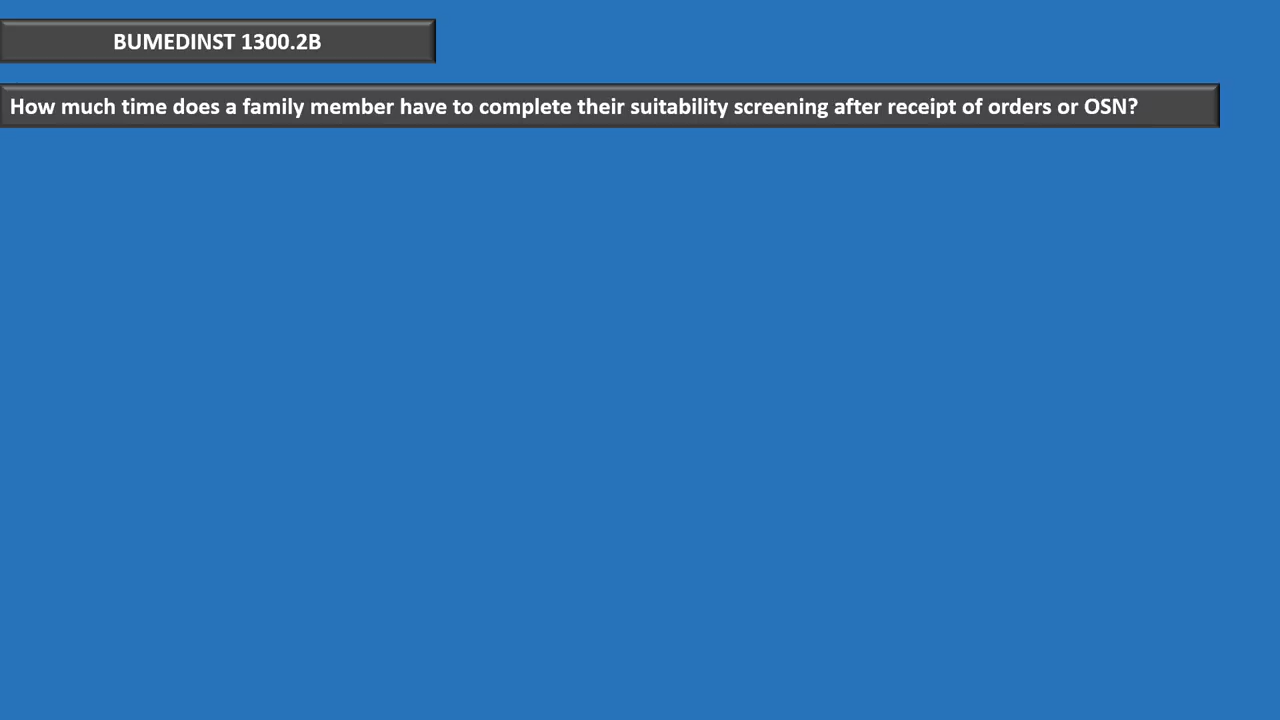 BUMEDINST 1300.2B
How much time does a family member have to complete their suitability screening after receipt of orders or OSN?